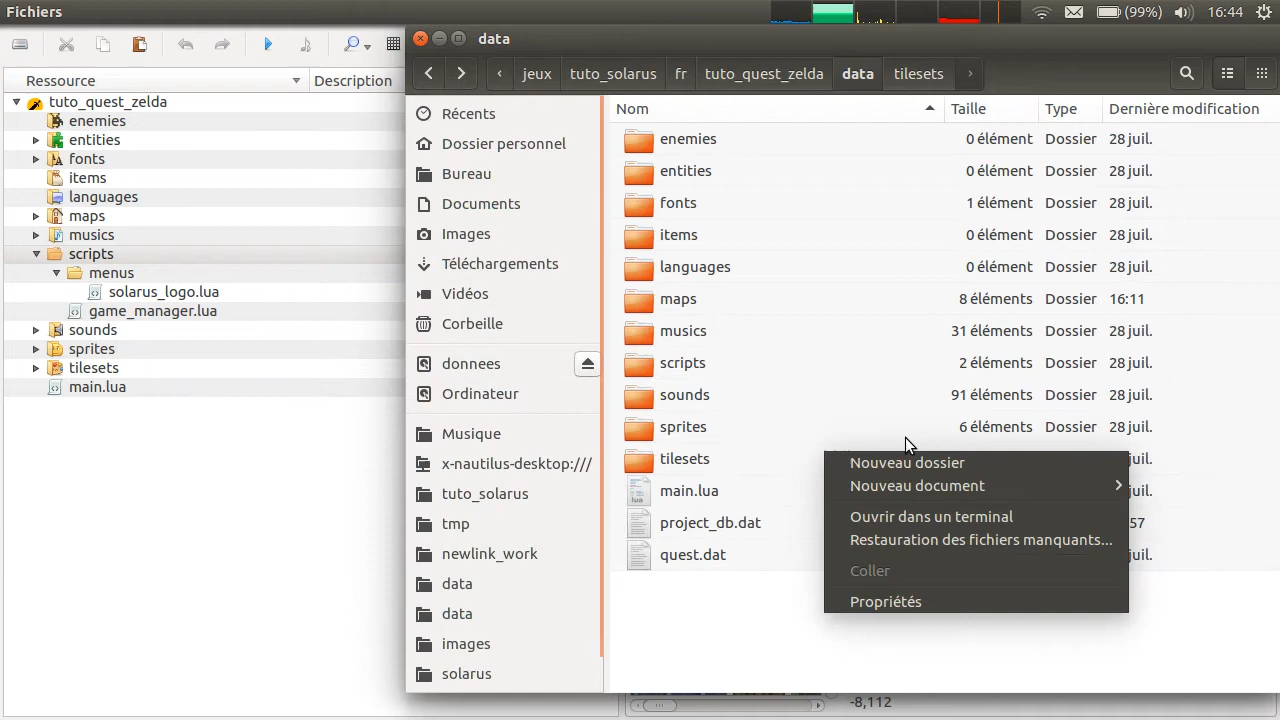 Fichiers
(99%)
16:44
Ressource
Description
tuto_quest_zelda
enemies
entities
fonts
items
languages
maps
musics
scripts
menus
solarus_logo.lua
game_manager.lua
sounds
sprites
tilesets
main.lua
data
jeux
tuto_solarus
fr
tuto_quest_zelda
data
tilesets
Récents
Dossier personnel
Bureau
Documents
Images
Téléchargements
Vidéos
Corbeille
donnees
Ordinateur
Musique
x-nautilus-desktop:///
tuto_solarus
tmp
newlink_work
data
data
images
solarus
Nom Taille Type Dernière modification
enemies 0 élément Dossier 28 juil.
entities 0 élément Dossier 28 juil.
fonts 1 élément Dossier 28 juil.
items 0 élément Dossier 28 juil.
languages 0 élément Dossier 28 juil.
maps 8 éléments Dossier 16:11
musics 31 éléments Dossier 28 juil.
scripts 2 éléments Dossier 28 juil.
sounds 91 éléments Dossier 28 juil.
sprites 6 éléments Dossier 28 juil.
tilesets juil.
main.lua juil.
project_db.dat 57
quest.dat juil.
Nouveau dossier
Nouveau document
Ouvrir dans un terminal
Restauration des fichiers manquants...
Coller
Propriétés
-8,112